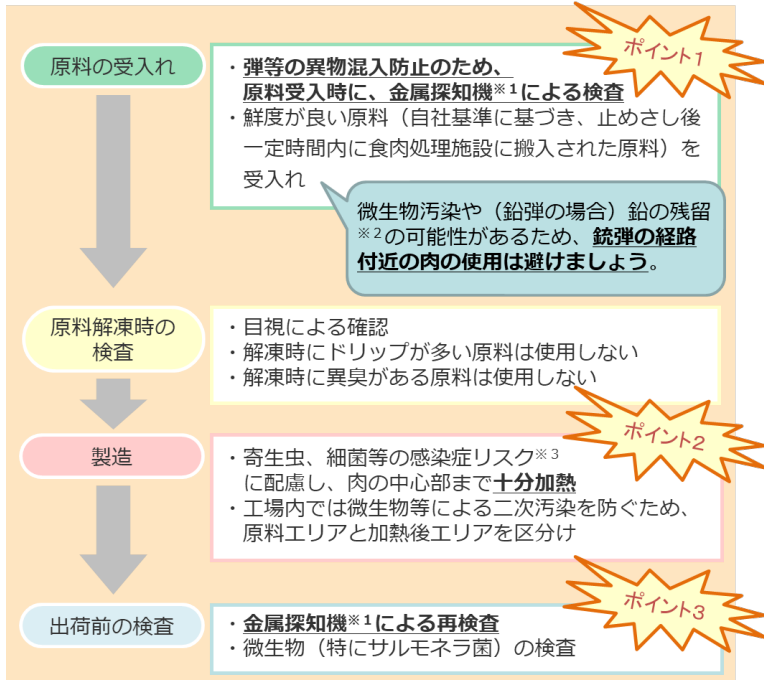 ポイント1
原料の受入れ
・弾等の異物混入防止のため、
原料受入時に、金属探知機※1による検査
・鮮度が良い原料（自社基準に基づき、止めさし後
一定時間内に食肉処理施設に搬入された原料）を
受入れ
微生物汚染や（鉛弾の場合）鉛の残留
※2の可能性があるため、銃弾の経路
付近の肉の使用は避けましょう。
原料解凍時の
検査
・目視による確認
・解凍時にドリップが多い原料は使用しない
・解凍時に異臭がある原料は使用しない
ポイント2
製造
・寄生虫、細菌等の感染症リスク※3
に配慮し、肉の中心部まで十分加熱
・工場内では微生物等による二次汚染を防ぐため、
原料エリアと加熱後エリアを区分け
ポイント3
出荷前の検査
・金属探知機※1による再検査
・微生物（特にサルモネラ菌）の検査